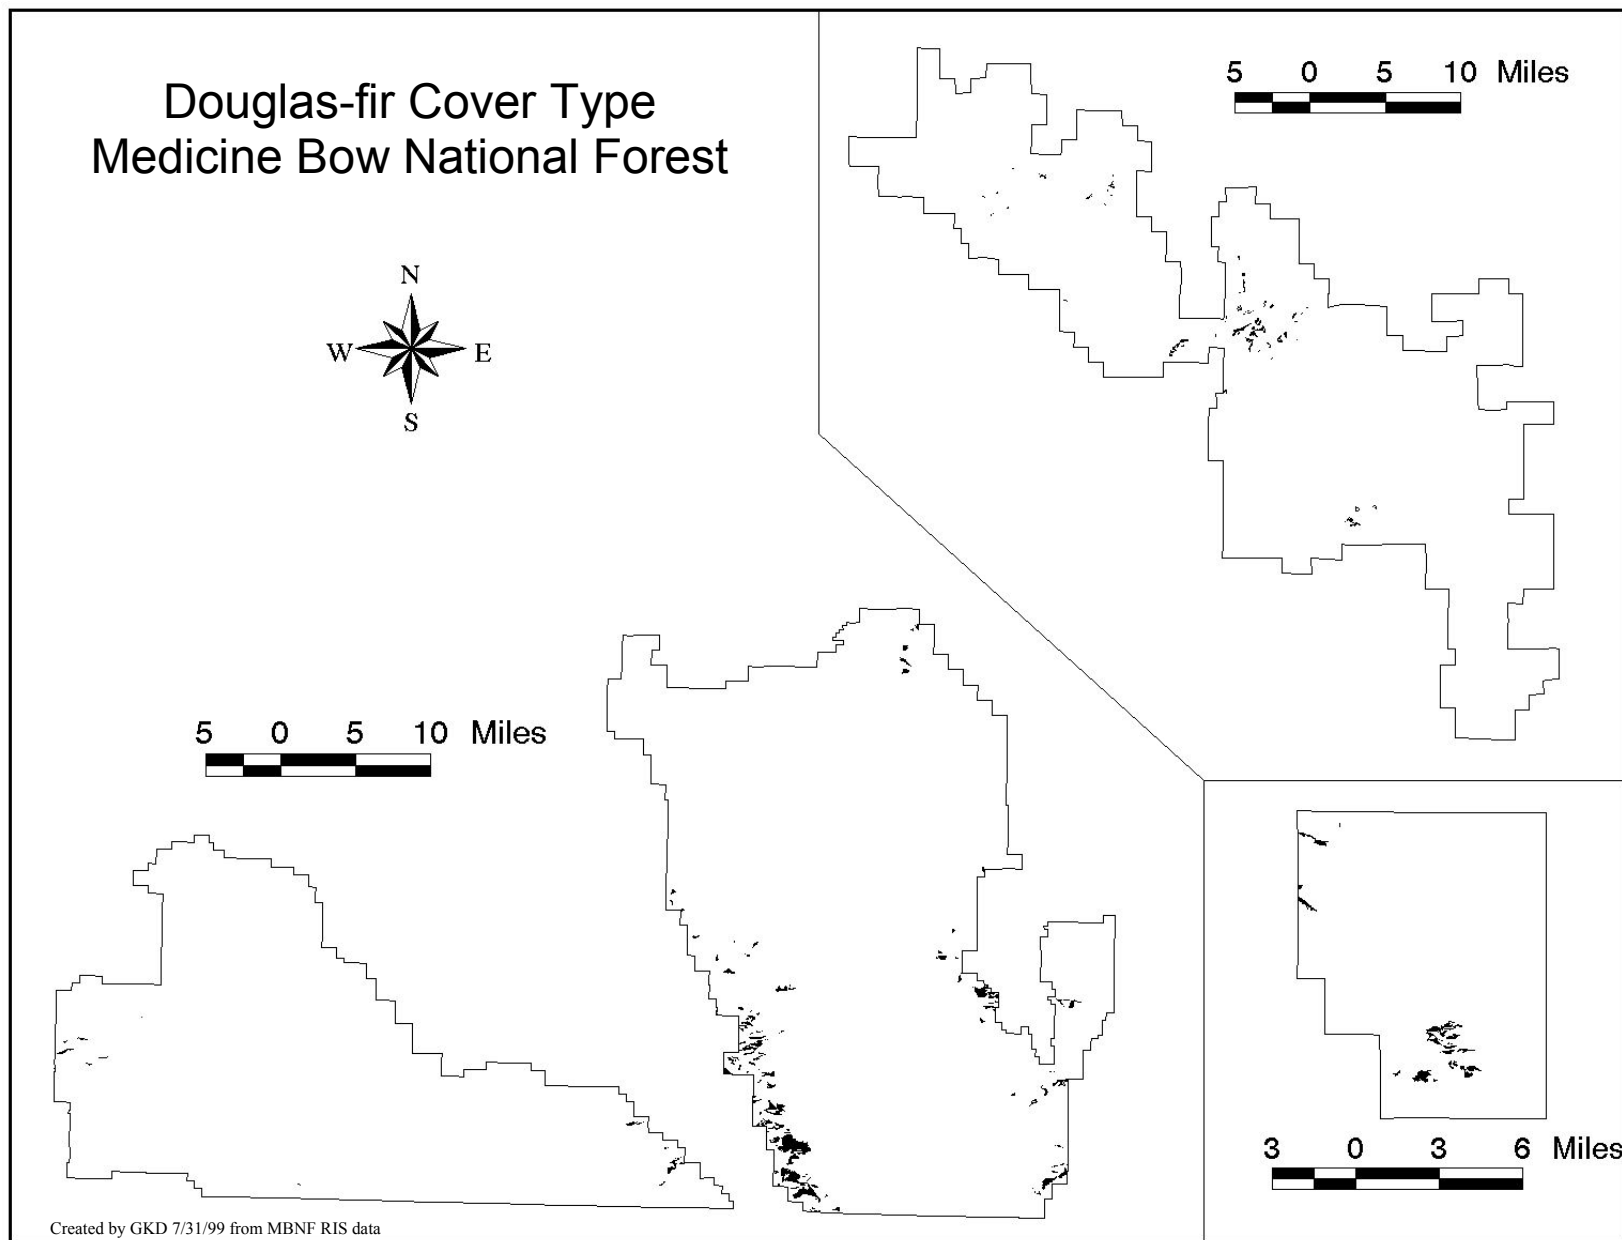 Douglas-fir Cover Type
Medicine Bow National Forest
N
W E
S
5 0 5 10 Miles
5 0 5 10 Miles
3 0 3 6 Miles
Created by GKD 7/31/99 from MBNF RIS data